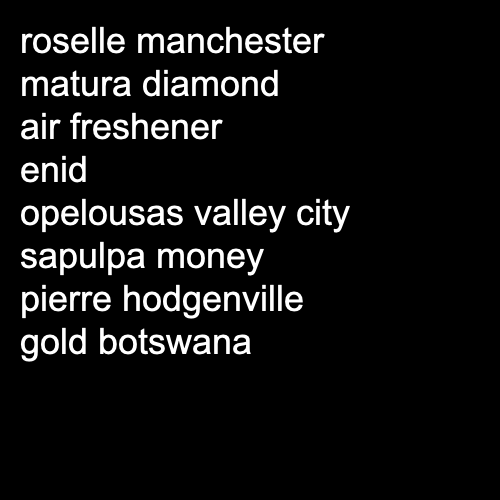 roselle manchester
matura diamond
air freshener
enid
opelousas valley city
sapulpa money
pierre hodgenville
gold botswana